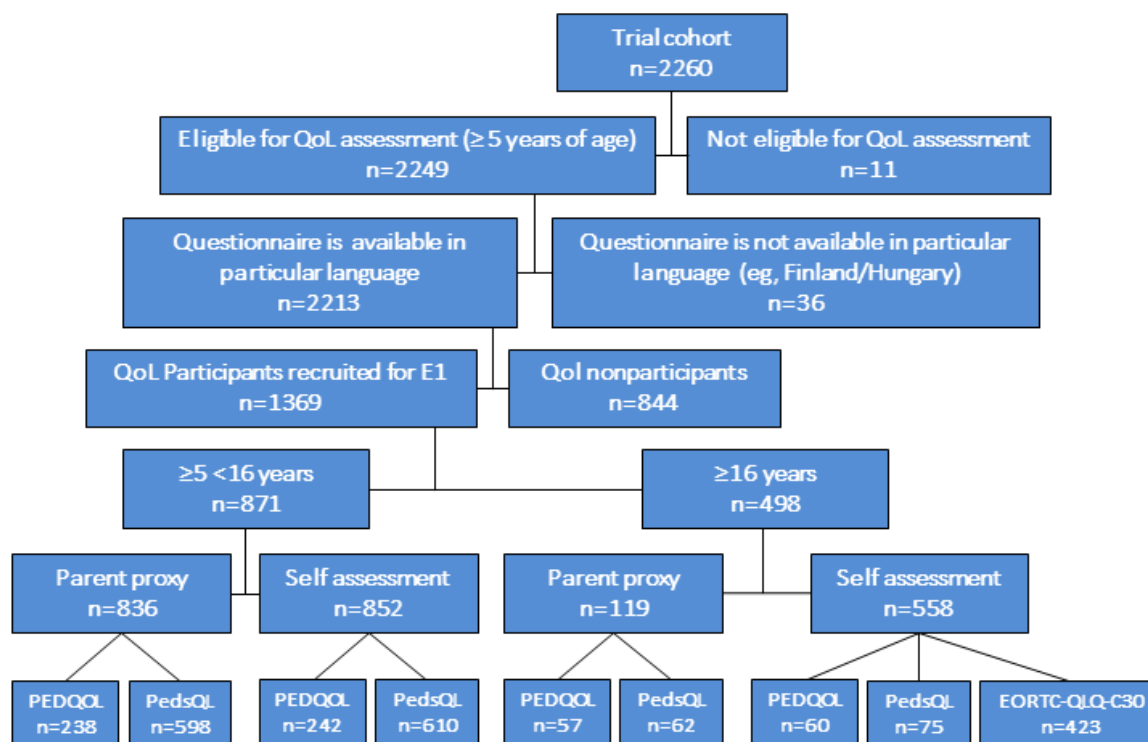 Trial cohort
n=2260
Eligible for QoL assessment (≥ 5 years of age)
n=2249
Not eligible for QoL assessment
n=11
Questionnaire is available in
particular language
n=2213
Questionnaire is not available in particular
language (eg, Finland/Hungary)
n=36
QoL Participants recruited for E1
n=1369
Qol nonparticipants
n=844
≥5 <16 years
n=871
≥16 years
n=498
Parent proxy
n=836
Self assessment
n=852
Parent proxy
n=119
Self assessment
n=558
PEDQOL
n=238
PedsQL
n=598
PEDQOL
n=242
PedsQL
n=610
PEDQOL
n=57
PedsQL
n=62
PEDQOL
n=60
PedsQL
n=75
EORTC-QLQ-C30
n=423